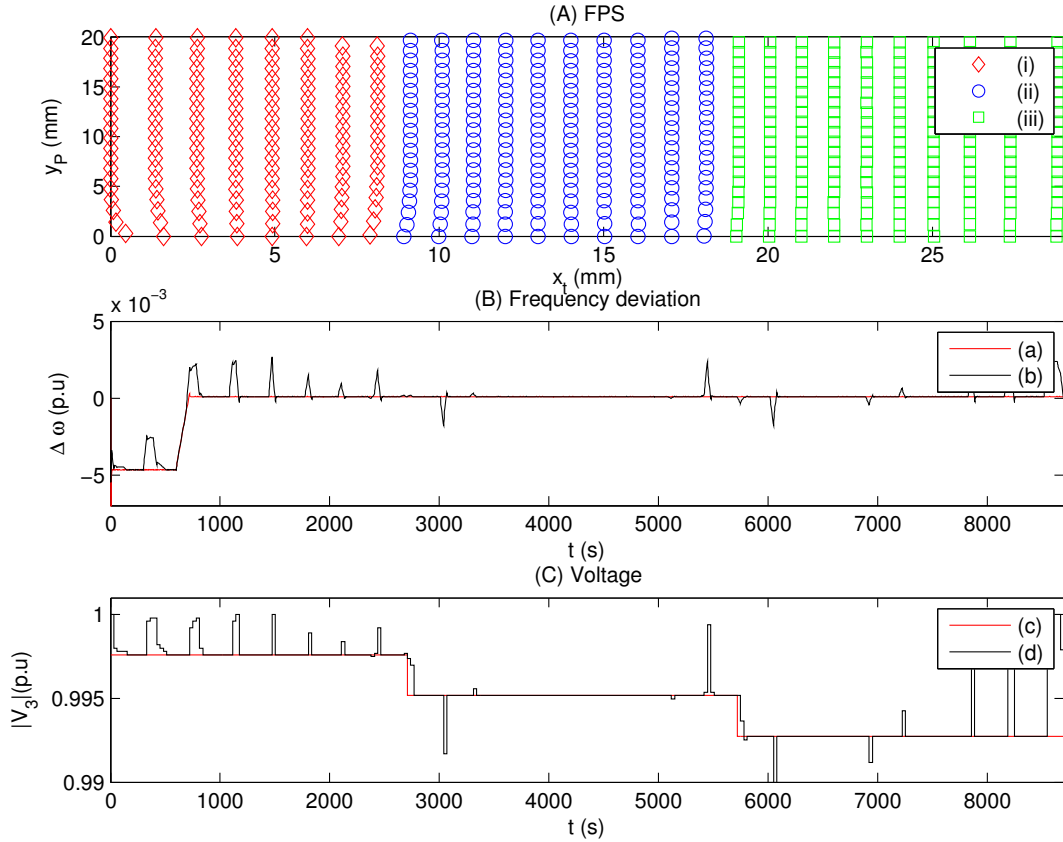 (A) FPS
20
15
10
5
0
y_P (mm)
(i)
(ii)
(iii)
0 5 10 15 20 25
x_t (mm)
(B) Frequency deviation
x 10^−3
5
0
−5
Δ ω (p.u)
(a)
(b)
0 1000 2000 3000 4000 5000 6000 7000 8000
t (s)
(C) Voltage
1
0.995
0.99
|V_3|(p.u)
(c)
(d)
0 1000 2000 3000 4000 5000 6000 7000 8000
t (s)